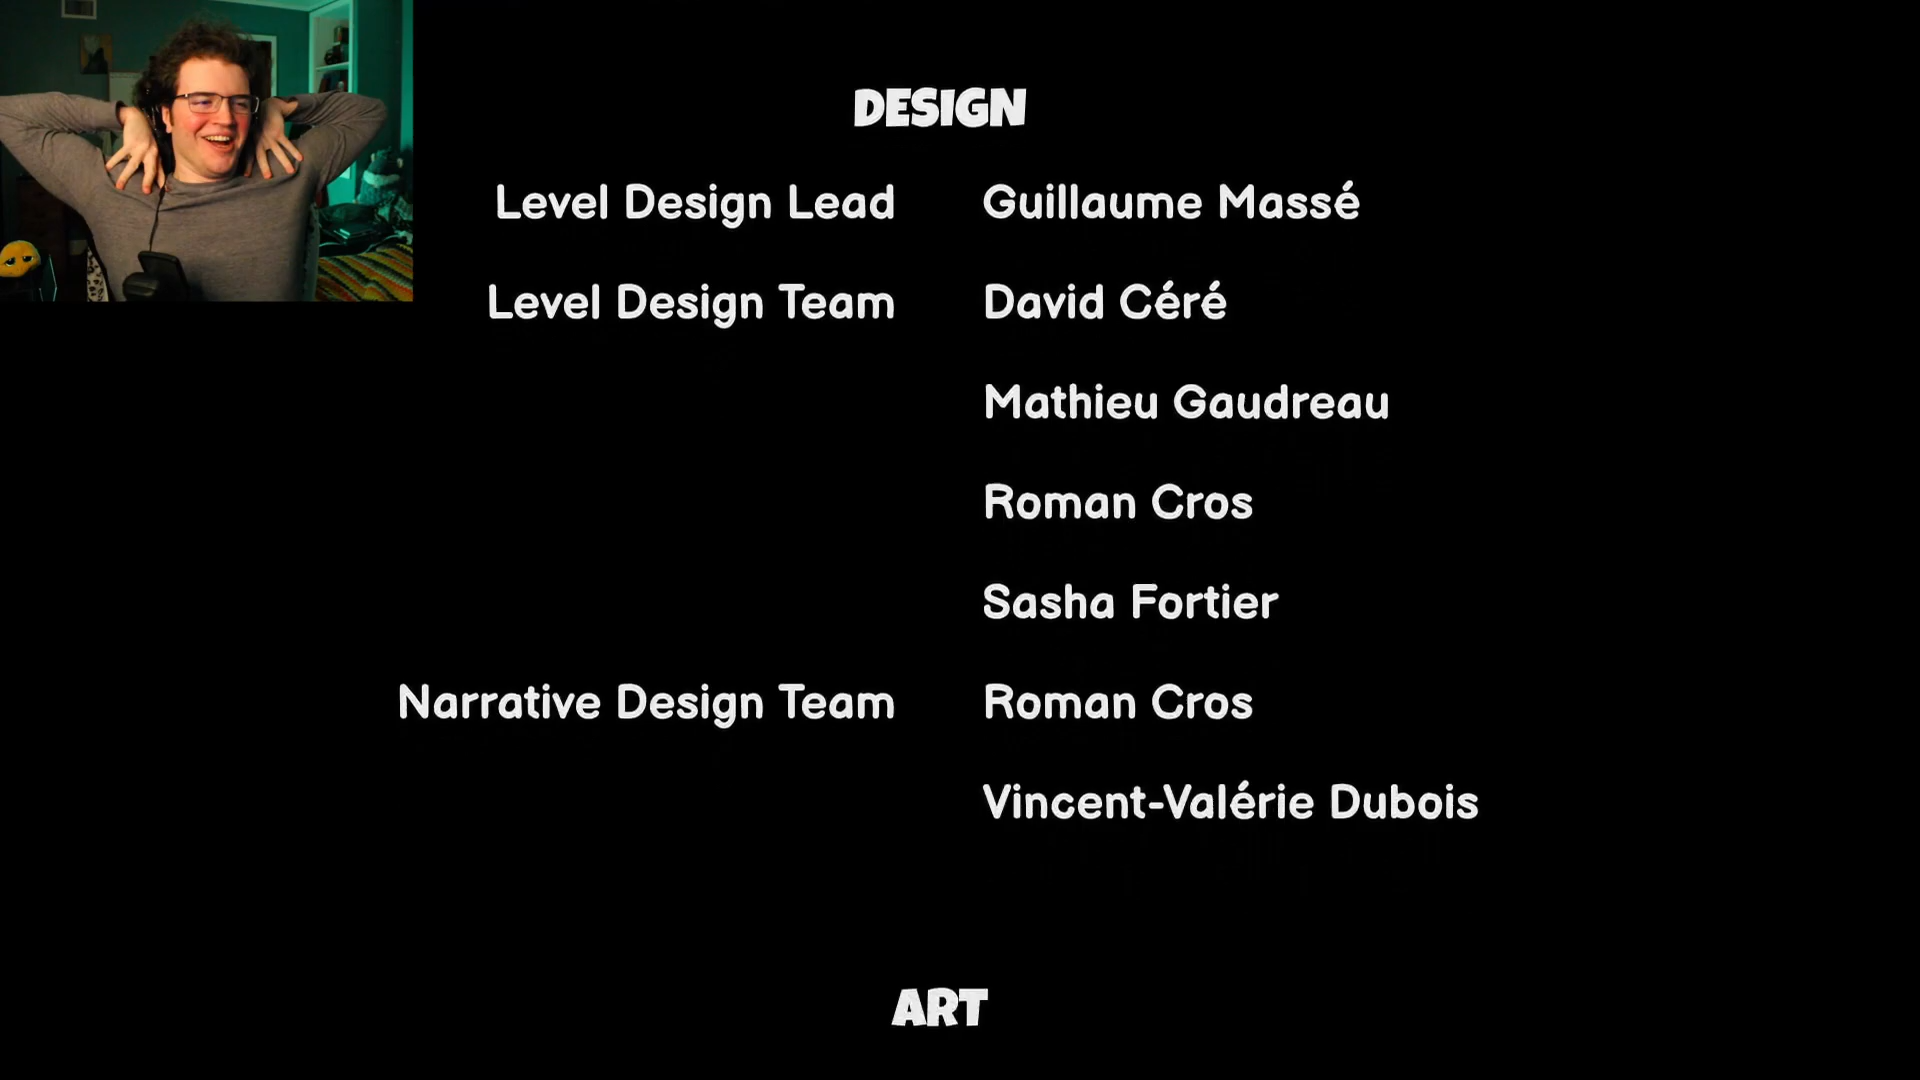 DESIGN
Level Design Lead Guillaume Massé
Level Design Team David Céré
Mathieu Gaudreau
Roman Cros
Sasha Fortier
Narrative Design Team Roman Cros
Vincent-Valérie Dubois
ART